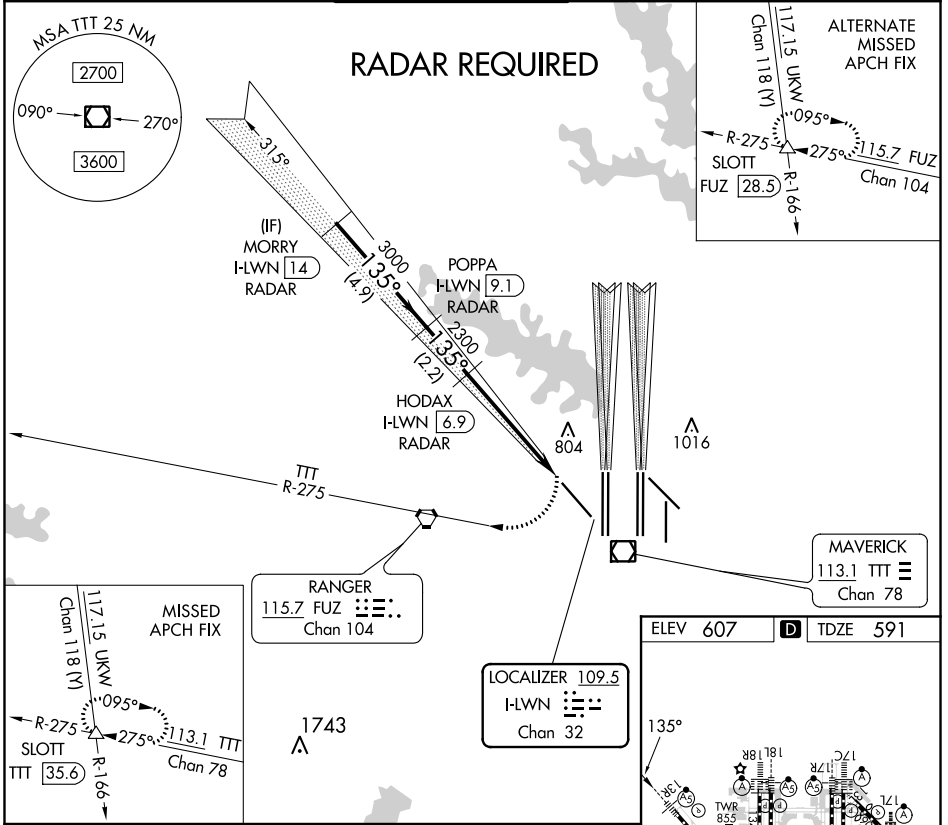 MSA TTT 25 NM
2700
090°
270°
3600
RADAR REQUIRED
ALTERNATE
MISSED
APCH FIX
117.15 UKW
Chan 118 (Y)
095°
R-275
275°
115.7 FUZ
Chan 104
SLOTT
FUZ 28.5
R-166
315°
(IF)
MORRY
I-LWN 14
RADAR
3000
135°
(4.9)
POPPA
I-LWN 9.1
RADAR
2300
135°
(2.2)
HODAX
I-LWN 6.9
RADAR
804
1016
TTT
R-275
RANGER
115.7 FUZ
Chan 104
MAVERICK
113.1 TTT
Chan 78
LOCALIZER 109.5
I-LWN
Chan 32
117.15 UKW
Chan 118 (Y)
MISSED
APCH FIX
095°
R-275
275°
113.1 TTT
Chan 78
SLOTT
TTT 35.6
R-166
1743
ELEV 607
D
TDZE 591
135°
13R
18R
18L
17R
17C
17L
A5
P
A
A5
A
A
TWR
855
P
P
P
P